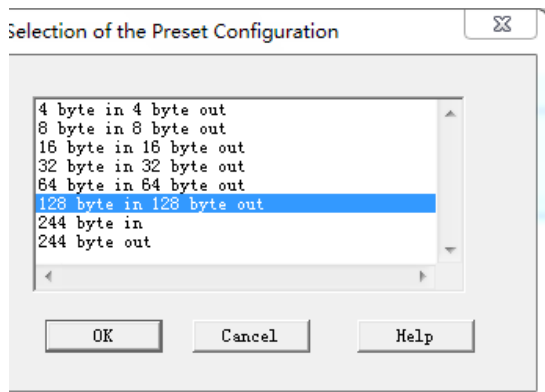 Selection of the Preset Configuration
4 byte in 4 byte out
8 byte in 8 byte out
16 byte in 16 byte out
32 byte in 32 byte out
64 byte in 64 byte out
128 byte in 128 byte out
244 byte in
244 byte out
OK
Cancel
Help